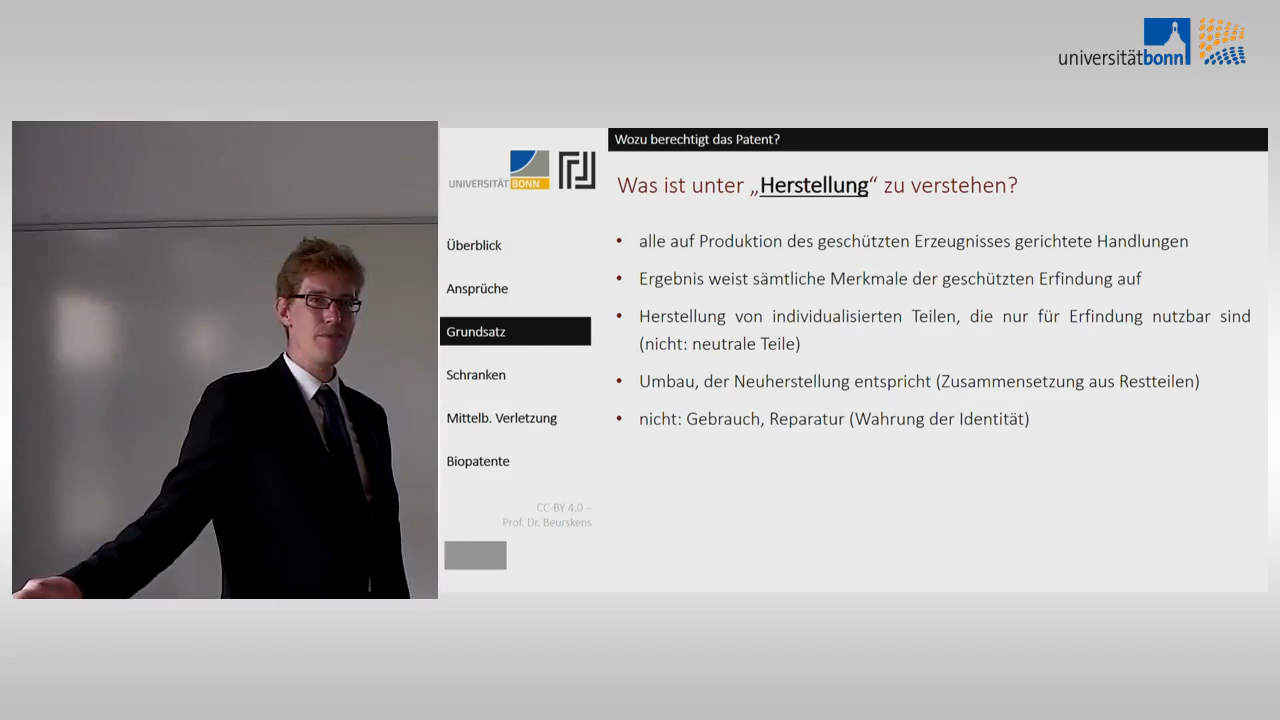 universitätbonn
UNIVERSITÄT BONN
Wozu berechtigt das Patent?
Was ist unter „Herstellung“ zu verstehen?
Überblick
Ansprüche
Grundsatz
Schranken
Mittelb. Verletzung
Biopatente
CC-BY 4.0 –
Prof. Dr. Beurskens
• alle auf Produktion des geschützten Erzeugnisses gerichtete Handlungen
• Ergebnis weist sämtliche Merkmale der geschützten Erfindung auf
• Herstellung von individualisierten Teilen, die nur für Erfindung nutzbar sind
(nicht: neutrale Teile)
• Umbau, der Neuherstellung entspricht (Zusammensetzung aus Restteilen)
• nicht: Gebrauch, Reparatur (Wahrung der Identität)